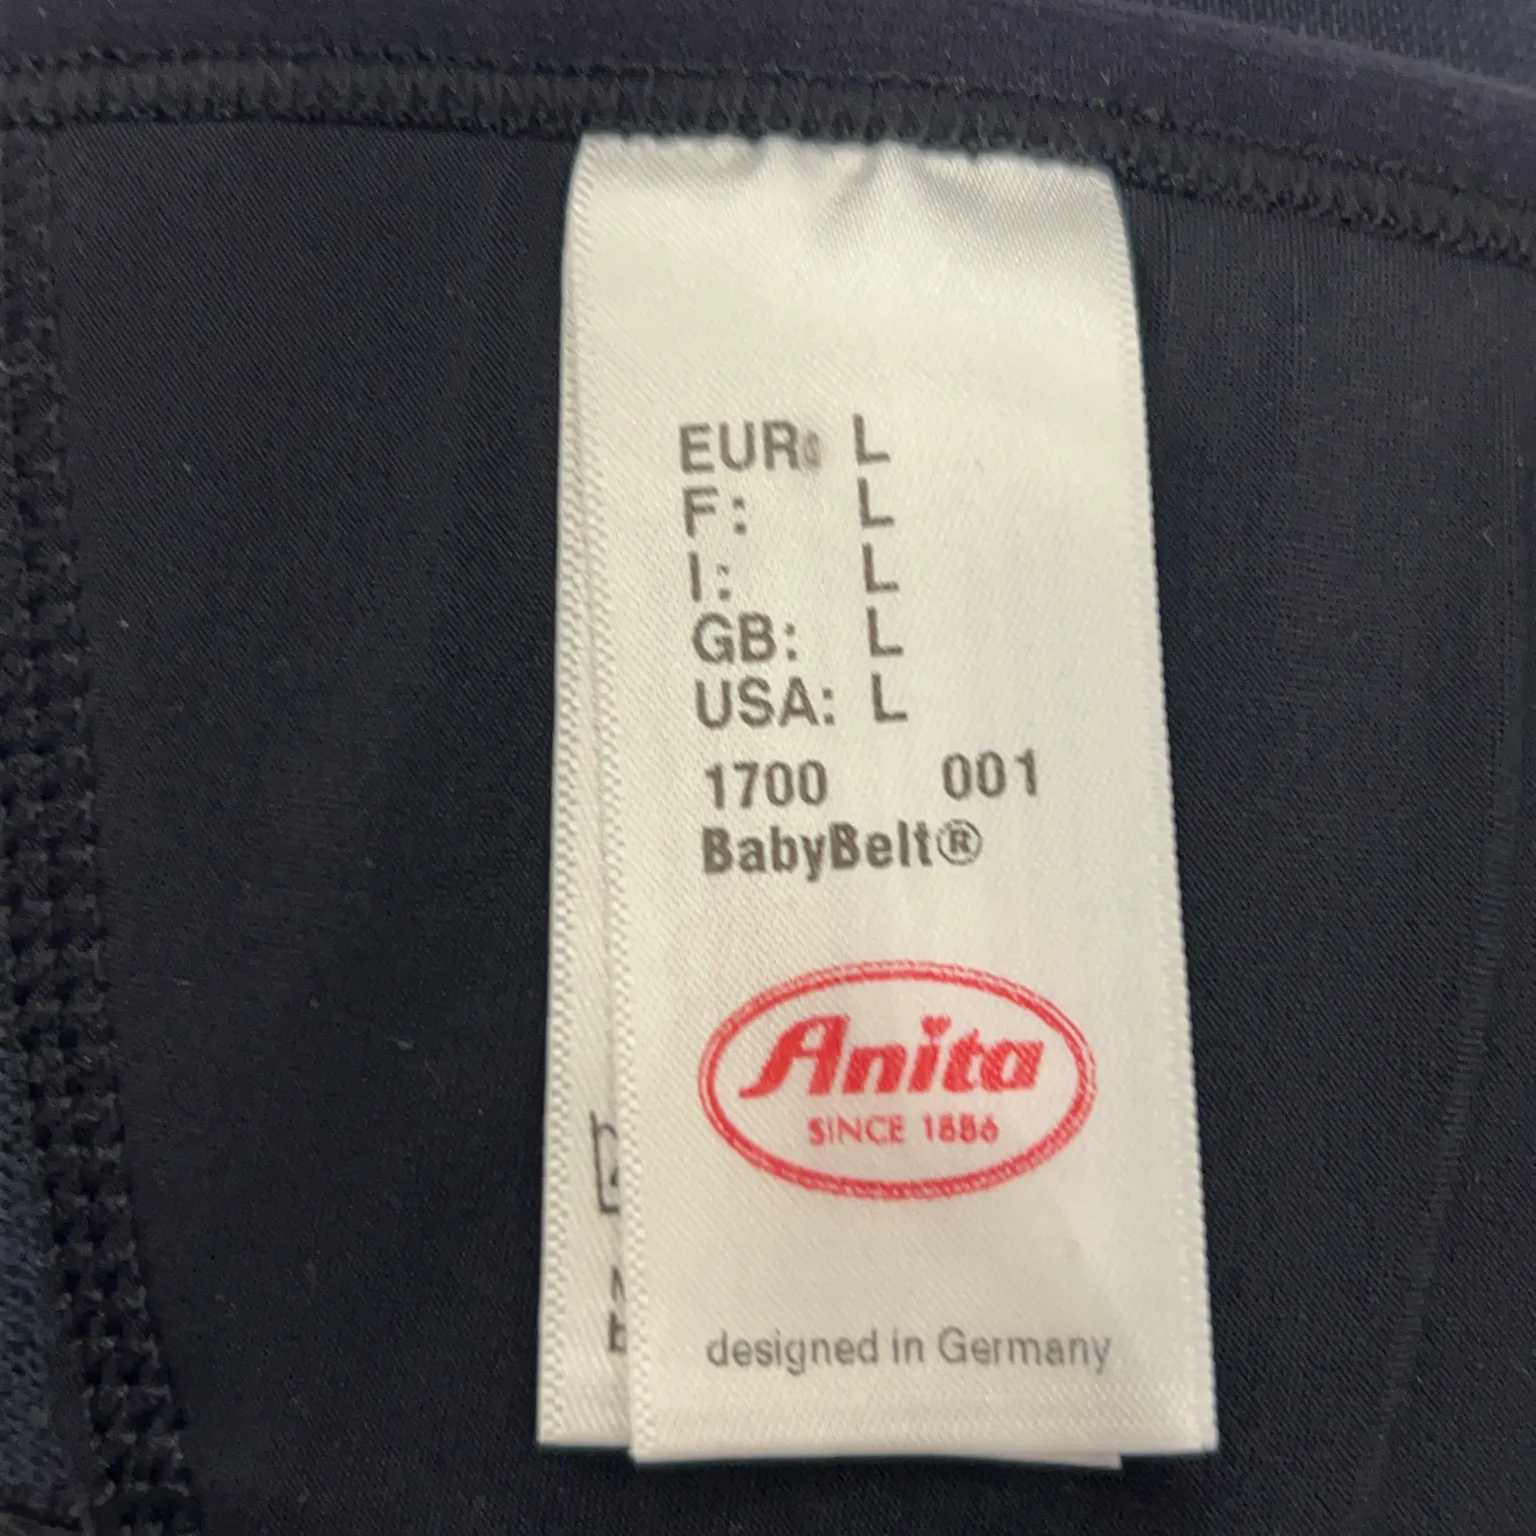 EUR: L
F: L
I: L
GB: L
USA: L
1700 001
BabyBelt®
Anita
SINCE 1886
designed in Germany